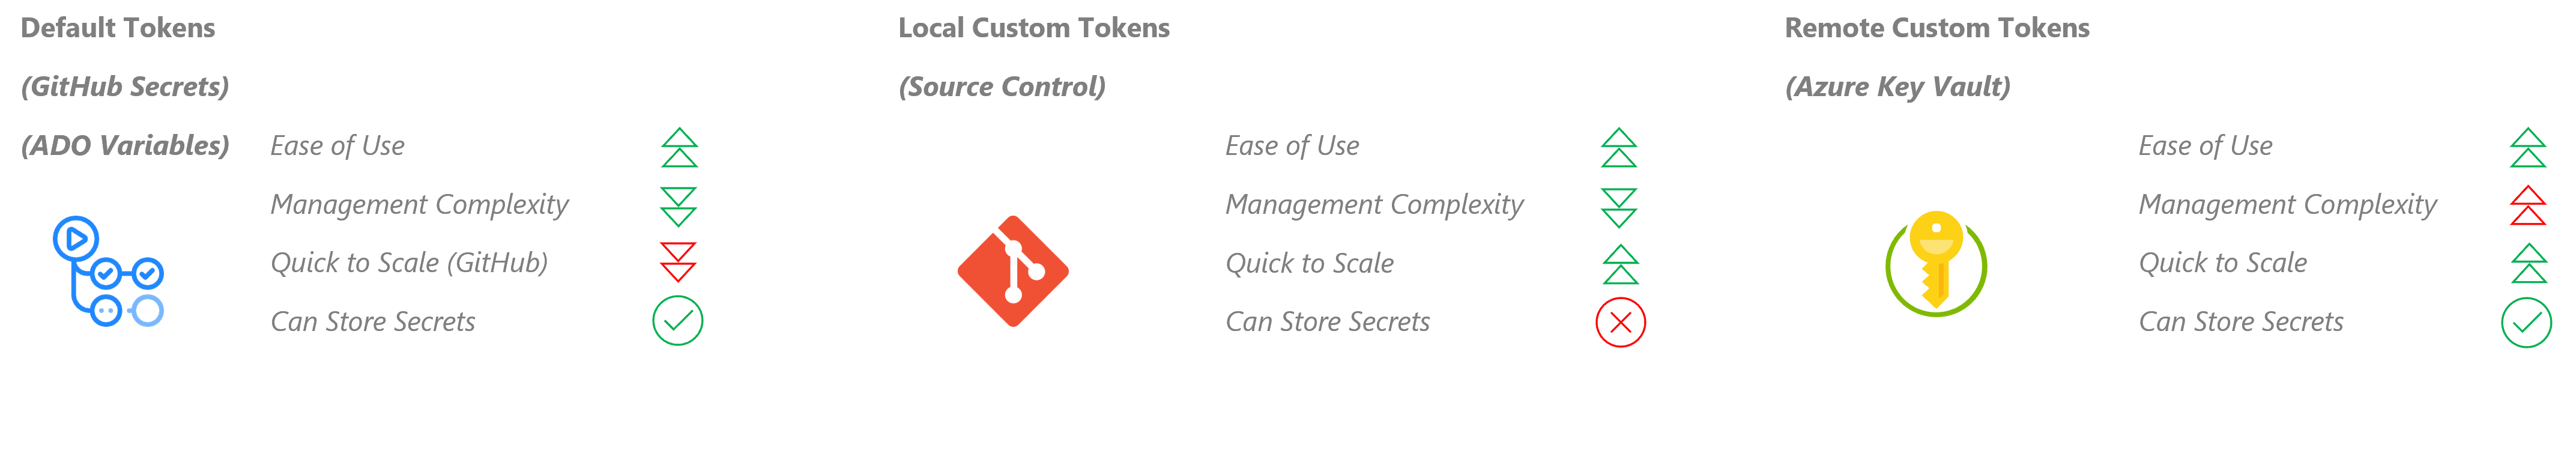 Default Tokens
(GitHub Secrets)
(ADO Variables)
Ease of Use
Management Complexity
Quick to Scale (GitHub)
Can Store Secrets
Local Custom Tokens
(Source Control)
Ease of Use
Management Complexity
Quick to Scale
Can Store Secrets
Remote Custom Tokens
(Azure Key Vault)
Ease of Use
Management Complexity
Quick to Scale
Can Store Secrets